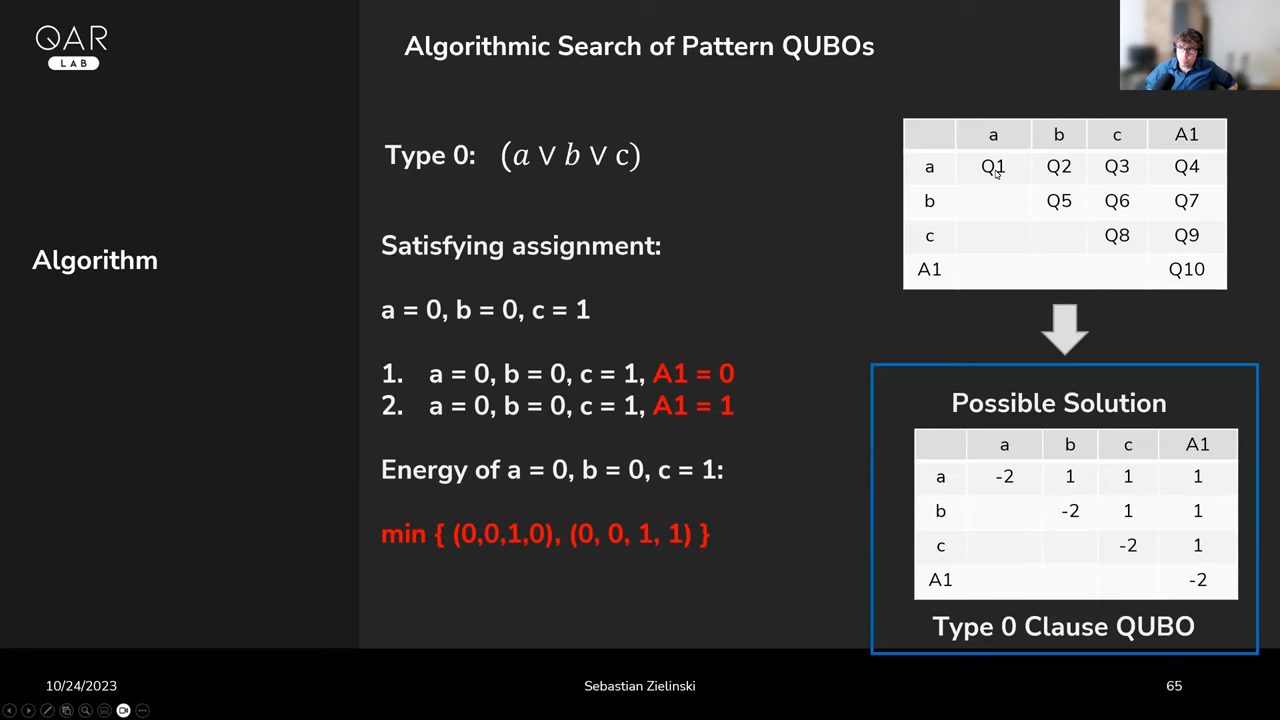 QAR
LAB
Algorithmic Search of Pattern QUBOs
Algorithm
Type 0: (a ∨ b ∨ c)
Satisfying assignment:
a = 0, b = 0, c = 1
1. a = 0, b = 0, c = 1, A1 = 0
2. a = 0, b = 0, c = 1, A1 = 1
Energy of a = 0, b = 0, c = 1:
min { (0,0,1,0), (0, 0, 1, 1) }
a b c A1
a Q1 Q2 Q3 Q4
b Q5 Q6 Q7
c Q8 Q9
A1 Q10
Possible Solution
a b c A1
a -2 1 1 1
b -2 1 1
c -2 1
A1 -2
Type 0 Clause QUBO
10/24/2023
Sebastian Zielinski
65